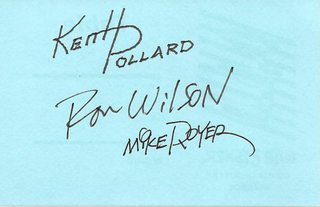 Keith
Pollard
Ron Wilson
Mike Royer